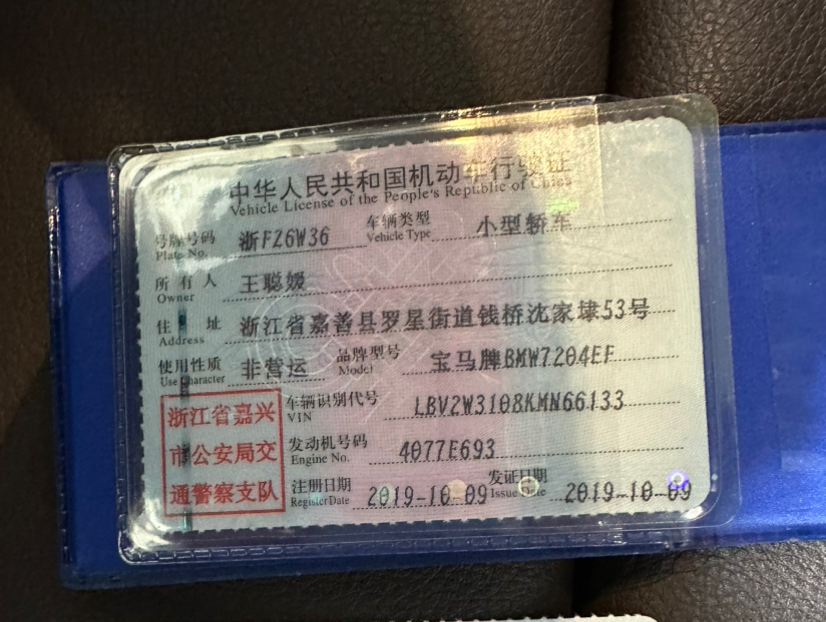 中华人民共和国机动车行驶证
Vehicle License of the People's Republic of China
号牌号码 浙FZ6W36 车辆类型 小型轿车
Plate No. Vehicle Type
所有人 王聪媛
Owner
住址 浙江省嘉善县罗星街道钱桥沈家埭53号
Address
使用性质 非营运 品牌型号 宝马牌BMW7204EF
Use Character Model
浙江省嘉兴
市公安局交
通警察支队
车辆识别代号 LBV2W3108KMN66133
VIN
发动机号码 4077E693
Engine No.
注册日期 2019-10-09 发证日期 2019-10-09
Register Date Issue Date